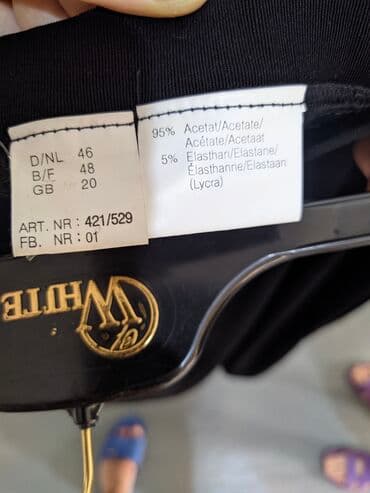 D/NL 46
B/F 48
GB 20
ART. NR : 421/529
FB. NR : 01
95% Acetat/Acetate/
Acétate/Acetaat
5% Elasthan/Elastane/
Élasthanne/Elastaan
(Lycra)
WHITE